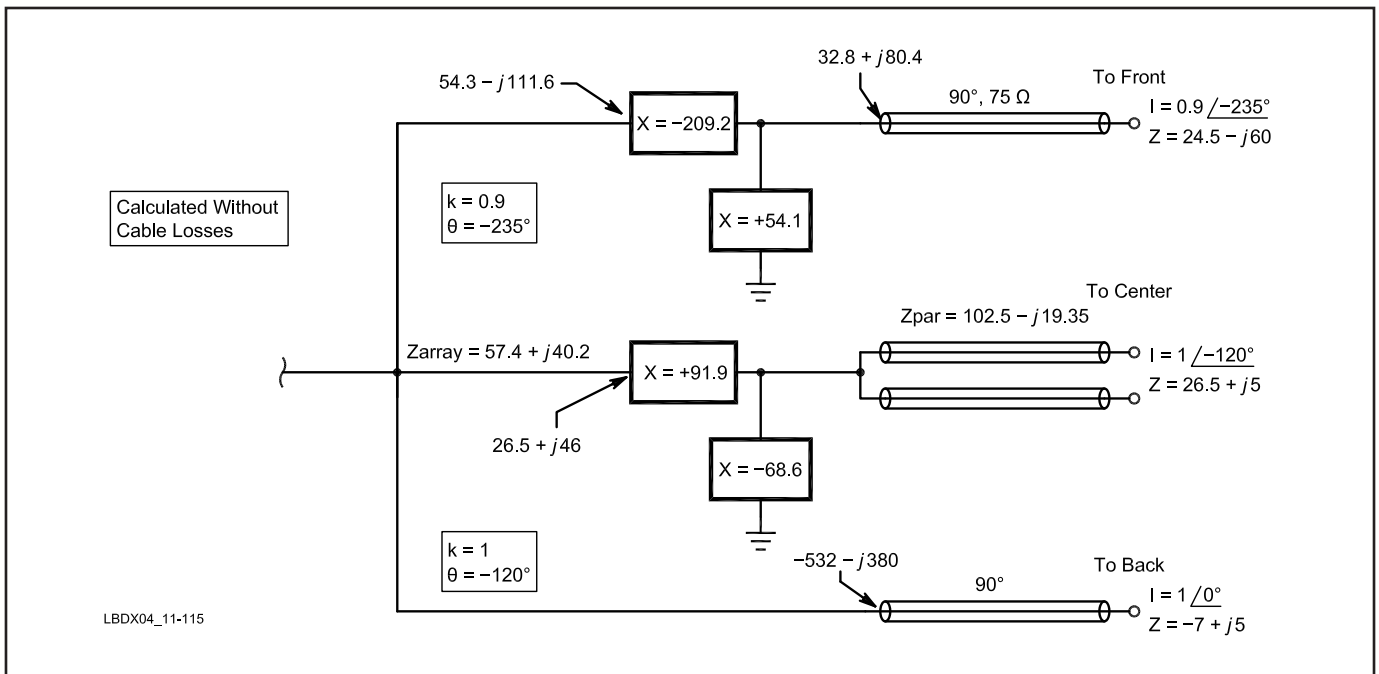 32.8 + j80.4
To Front
54.3 − j111.6
90°, 75 Ω
I = 0.9 /−235°
X = −209.2
Z = 24.5 − j60
Calculated Without
Cable Losses
k = 0.9
θ = −235°
X = +54.1
To Center
Zpar = 102.5 − j19.35
Zarray = 57.4 + j40.2
I = 1 /−120°
X = +91.9
Z = 26.5 + j5
26.5 + j46
X = −68.6
k = 1
θ = −120°
−532 − j380
To Back
90°
I = 1 /0°
Z = −7 + j5
LBDX04_11-115